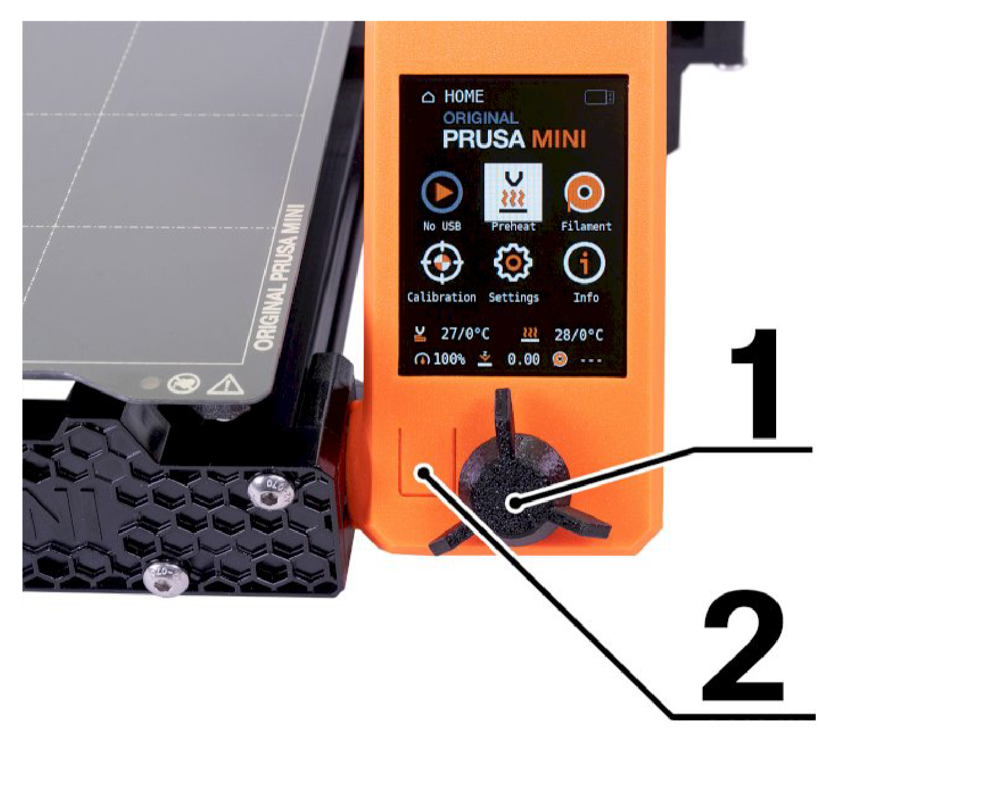 HOME
ORIGINAL
PRUSA MINI
No USB
Preheat
Filament
Calibration
Settings
Info
27/0°C
28/0°C
100%
0.00
---
ORIGINAL PRUSA MINI
1
2